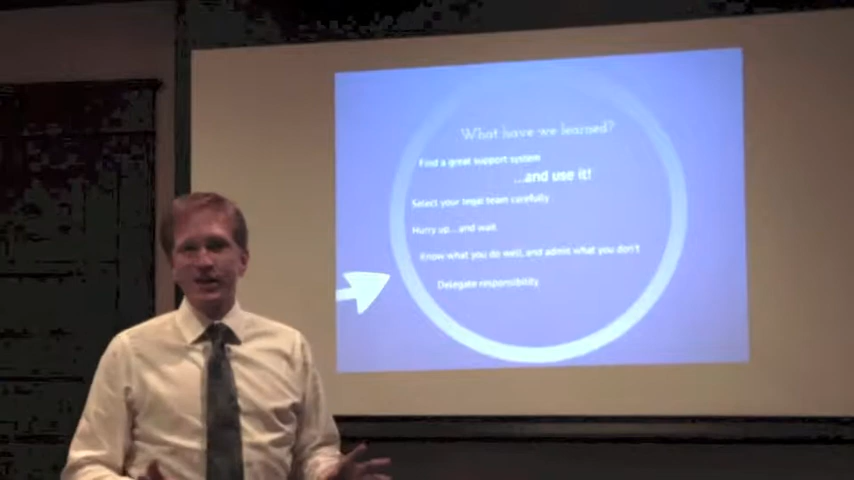 What have we learned?
Find a great support system
...and use it!
Select your legal team carefully
Hurry up...and wait
Know what you do well, and admit what you don't
Delegate responsibility